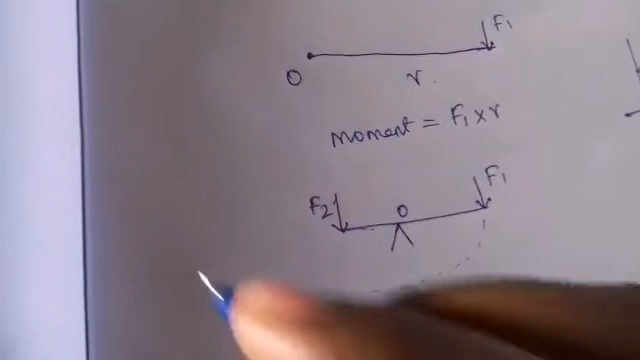 F₁
O r
moment = F₁ x r
F₂ O F₁